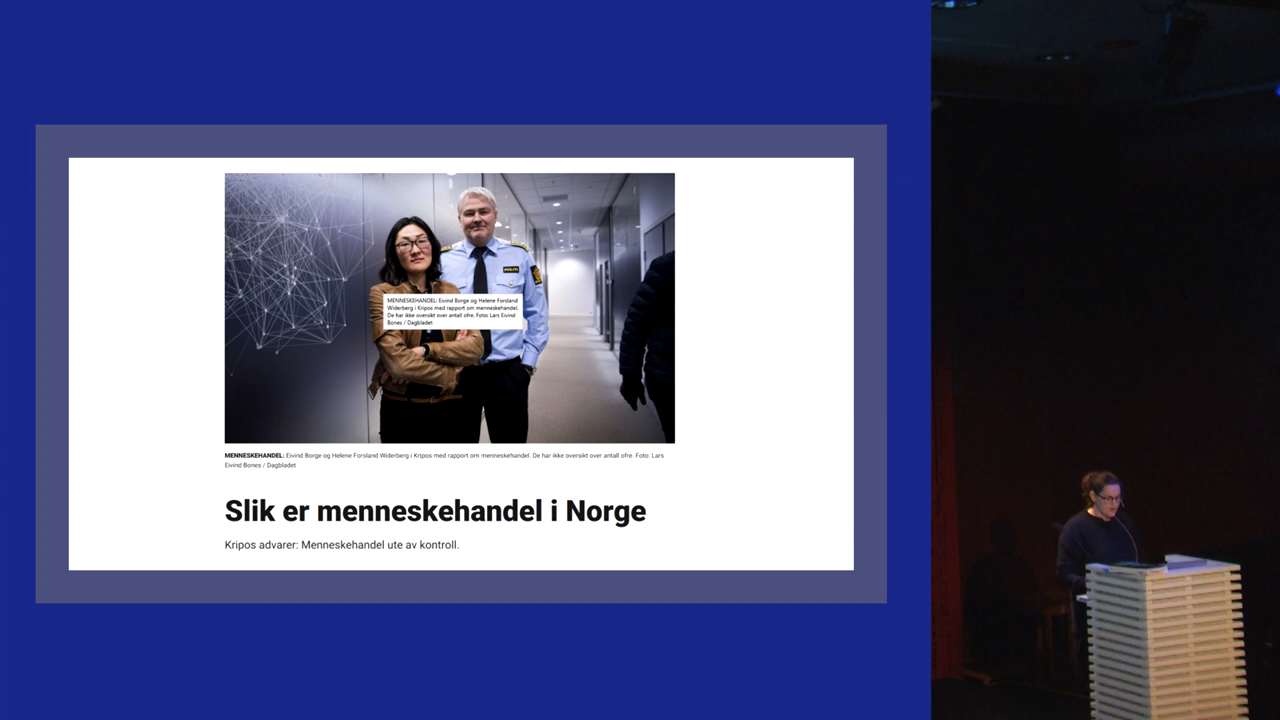 POLITI
MENNESKEHANDEL: Eivind Borge og Helene Forsland
Widerberg i Kripos med rapport om menneskehandel.
De har ikke oversikt over antall ofre. Foto: Lars Eivind
Bones / Dagbladet
MENNESKEHANDEL: Eivind Borge og Helene Forsland Widerberg i Kripos med rapport om menneskehandel. De har ikke oversikt over antall ofre. Foto: Lars
Eivind Bones / Dagbladet
Slik er menneskehandel i Norge
Kripos advarer: Menneskehandel ute av kontroll.